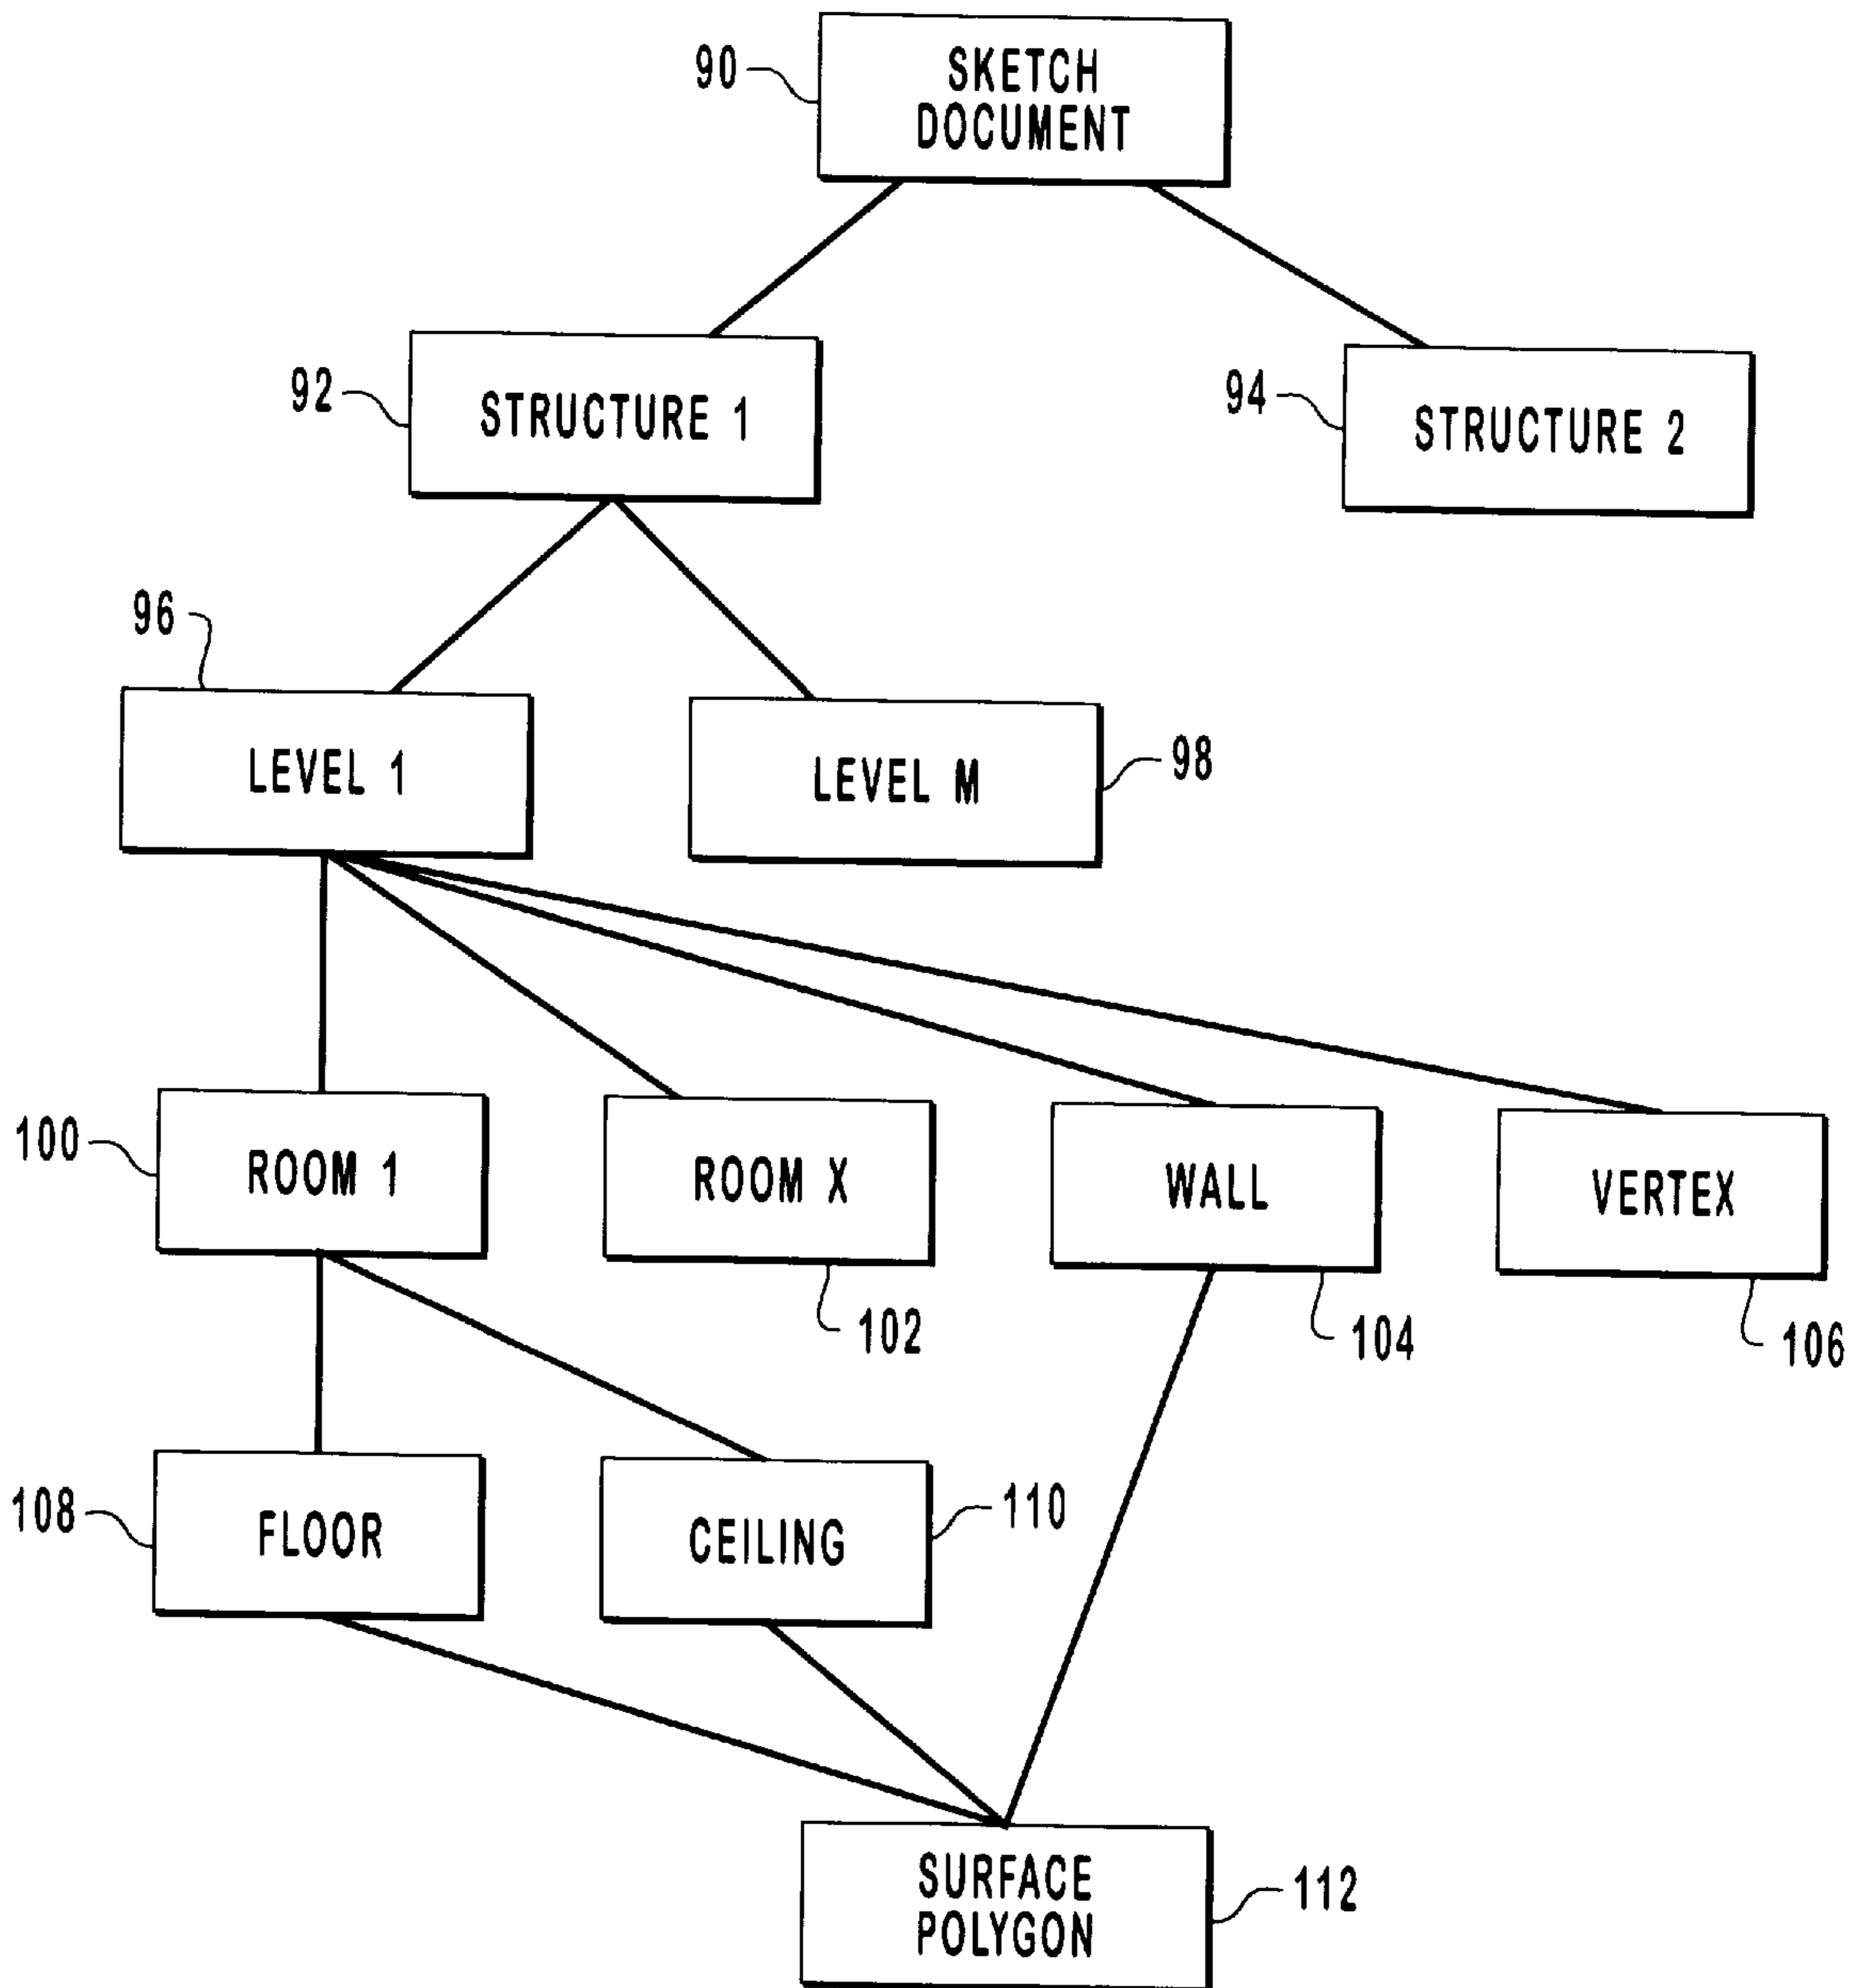 90
SKETCH
DOCUMENT
92
STRUCTURE 1
94
STRUCTURE 2
96
LEVEL 1
LEVEL M
98
100
ROOM 1
ROOM X
WALL
VERTEX
102
104
106
108
FLOOR
CEILING
110
SURFACE
POLYGON
112